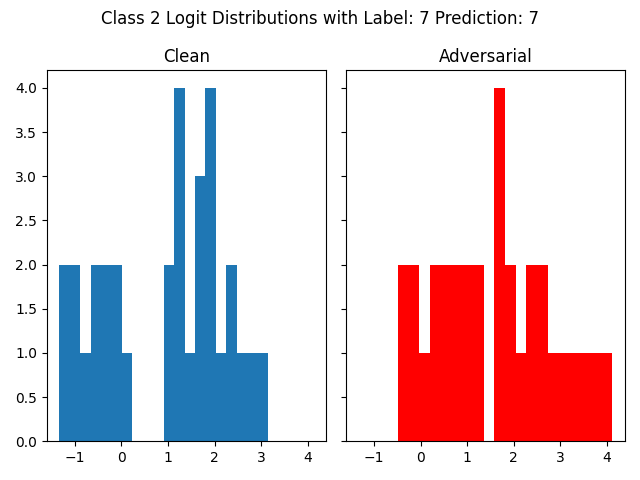 Class 2 Logit Distributions with Label: 7 Prediction: 7
Clean
Adversarial
4.0
3.5
3.0
2.5
2.0
1.5
1.0
0.5
0.0
−1 0 1 2 3 4
−1 0 1 2 3 4